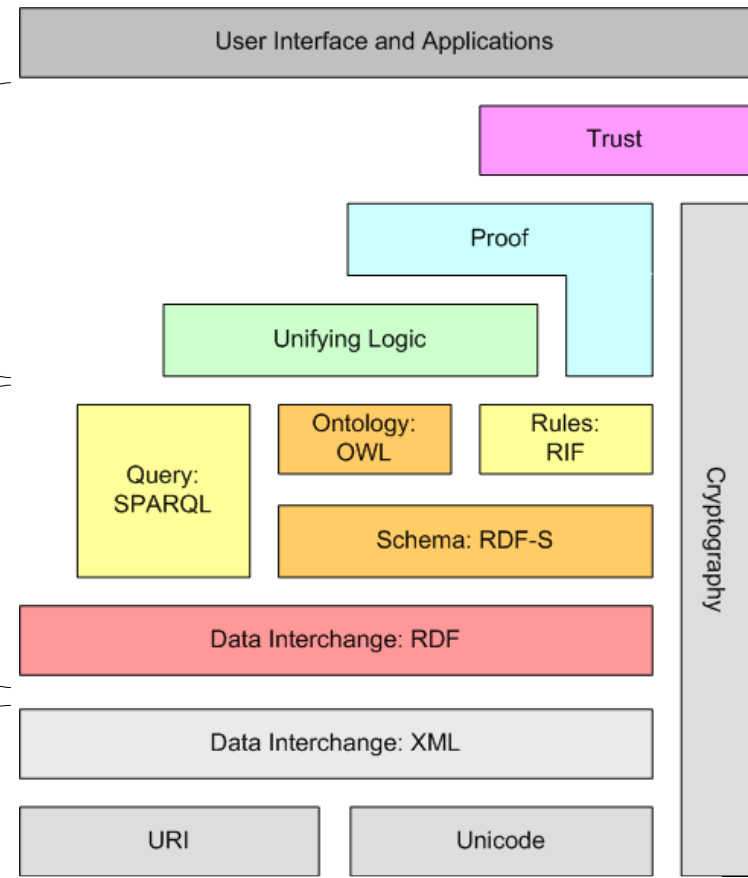 User Interface and Applications
Trust
Proof
Unifying Logic
Ontology:
OWL
Rules:
RIF
Query:
SPARQL
Schema: RDF-S
Cryptography
Data Interchange: RDF
Data Interchange: XML
URI
Unicode